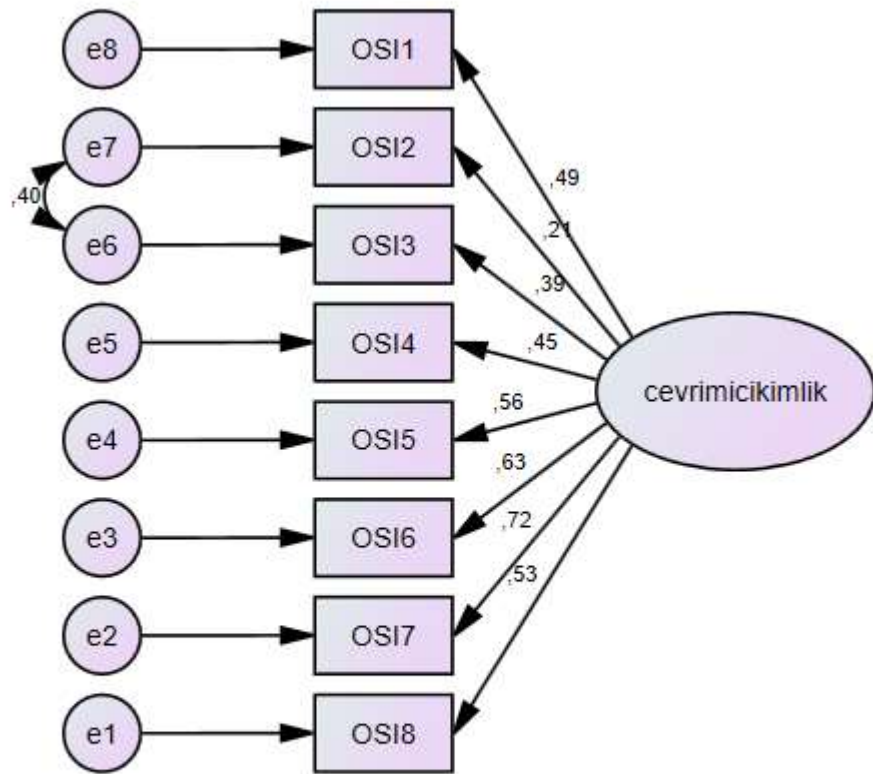 e8
OSI1
e7
OSI2
,40
e6
OSI3
e5
OSI4
e4
OSI5
e3
OSI6
e2
OSI7
e1
OSI8
,49
,21
,39
,45
,56
,63
,72
,53
cevrimicikimlik